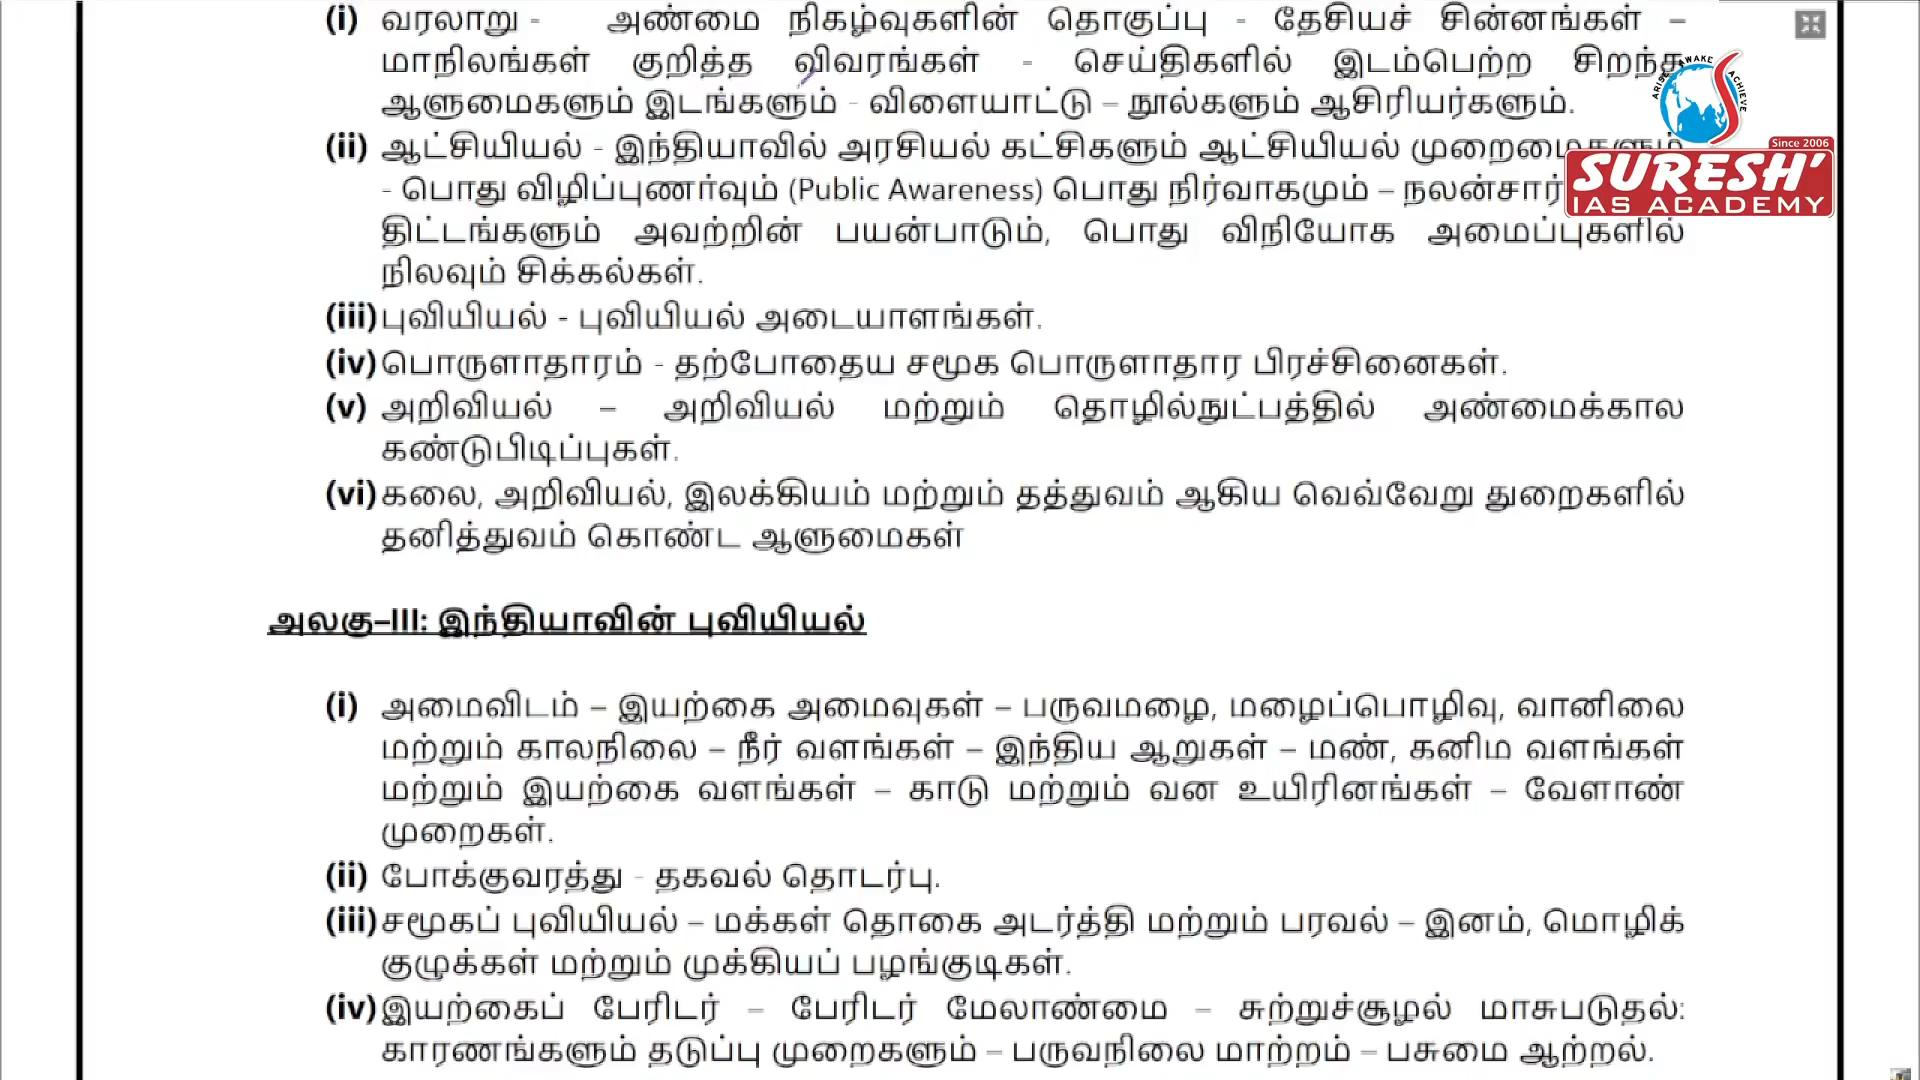 (i) வரலாறு - அண்மை நிகழ்வுகளின் தொகுப்பு - தேசியச் சின்னங்கள் –
மாநிலங்கள் குறித்த விவரங்கள் - செய்திகளில் இடம்பெற்ற சிறந்த
ஆளுமைகளும் இடங்களும் - விளையாட்டு – நூல்களும் ஆசிரியர்களும்.
(ii) ஆட்சியியல் - இந்தியாவில் அரசியல் கட்சிகளும் ஆட்சியியல் முறைமைகளும்
- பொது விழிப்புணர்வும் (Public Awareness) பொது நிர்வாகமும் – நலன்சார்
திட்டங்களும் அவற்றின் பயன்பாடும், பொது விநியோக அமைப்புகளில்
நிலவும் சிக்கல்கள்.
(iii) புவியியல் - புவியியல் அடையாளங்கள்.
(iv) பொருளாதாரம் - தற்போதைய சமூக பொருளாதார பிரச்சினைகள்.
(v) அறிவியல் – அறிவியல் மற்றும் தொழில்நுட்பத்தில் அண்மைக்கால
கண்டுபிடிப்புகள்.
(vi) கலை, அறிவியல், இலக்கியம் மற்றும் தத்துவம் ஆகிய வெவ்வேறு துறைகளில்
தனித்துவம் கொண்ட ஆளுமைகள்
அலகு–III: இந்தியாவின் புவியியல்
(i) அமைவிடம் – இயற்கை அமைவுகள் – பருவமழை, மழைப்பொழிவு, வானிலை
மற்றும் காலநிலை – நீர் வளங்கள் – இந்திய ஆறுகள் – மண், கனிம வளங்கள்
மற்றும் இயற்கை வளங்கள் – காடு மற்றும் வன உயிரினங்கள் – வேளாண்
முறைகள்.
(ii) போக்குவரத்து - தகவல் தொடர்பு.
(iii) சமூகப் புவியியல் – மக்கள் தொகை அடர்த்தி மற்றும் பரவல் – இனம், மொழிக்
குழுக்கள் மற்றும் முக்கியப் பழங்குடிகள்.
(iv) இயற்கைப் பேரிடர் – பேரிடர் மேலாண்மை – சுற்றுச்சூழல் மாசுபடுதல்:
காரணங்களும் தடுப்பு முறைகளும் – பருவநிலை மாற்றம் – பசுமை ஆற்றல்.
ARISE AWAKE ACHIEVE
Since 2006
SURESH'
IAS ACADEMY